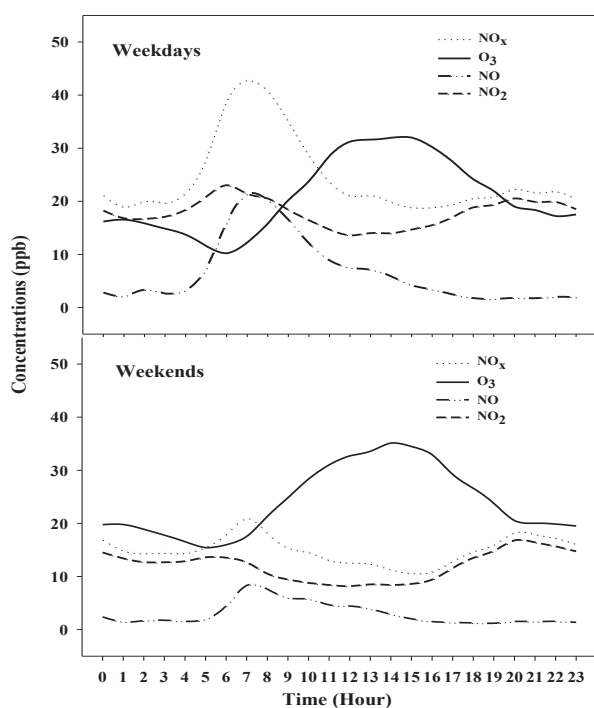 50
Weekdays
NOx
O3
NO
NO2
40
30
20
10
0
Concentrations (ppb)
50
Weekends
NOx
O3
NO
NO2
40
30
20
10
0
0 1 2 3 4 5 6 7 8 9 10 11 12 13 14 15 16 17 18 19 20 21 22 23
Time (Hour)